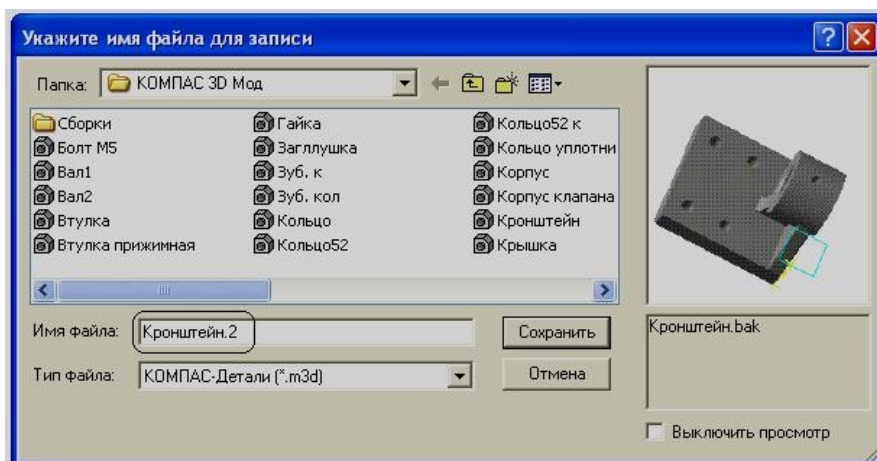 Укажите имя файла для записи
Папка: КОМПАС 3D Мод
Сборки Гайка Кольцо52 к
Болт М5 Загллушка Кольцо уплотни
Вал1 Зуб. к Корпус
Вал2 Зуб. кол Корпус клапана
Втулка Кольцо Кронштейн
Втулка прижимная Кольцо52 Крышка
Имя файла: Кронштейн.2 Сохранить Кронштейн.bak
Тип файла: КОМПАС-Детали (*.m3d) Отмена
Выключить просмотр